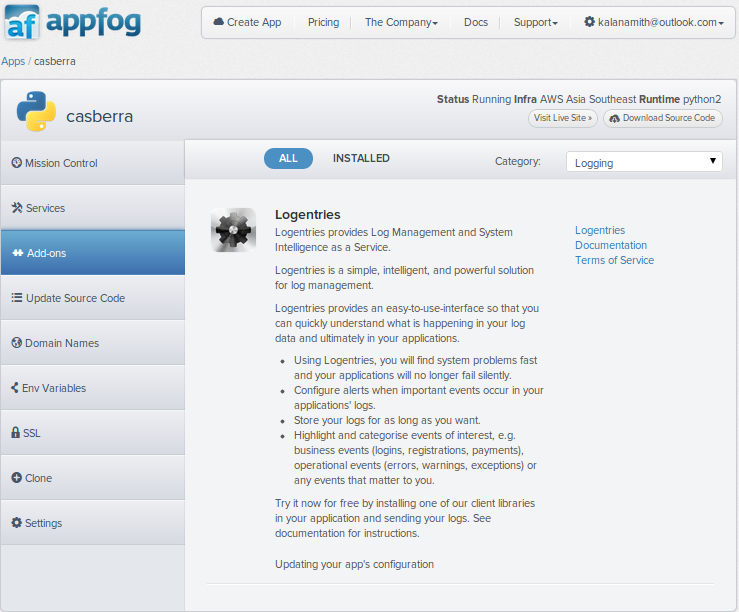 af appfog
Create App Pricing The Company Docs Support kalanamith@outlook.com
Apps / casberra
casberra
Status Running Infra AWS Asia Southeast Runtime python2
Visit Live Site » Download Source Code
Mission Control
Services
Add-ons
Update Source Code
Domain Names
Env Variables
SSL
Clone
Settings
ALL INSTALLED Category: Logging
Logentries
Logentries provides Log Management and System
Intelligence as a Service.
Logentries is a simple, intelligent, and powerful solution
for log management.
Logentries provides an easy-to-use-interface so that you
can quickly understand what is happening in your log
data and ultimately in your applications.
• Using Logentries, you will find system problems fast
and your applications will no longer fail silently.
• Configure alerts when important events occur in your
applications' logs.
• Store your logs for as long as you want.
• Highlight and categorise events of interest, e.g.
business events (logins, registrations, payments),
operational events (errors, warnings, exceptions) or
any events that matter to you.
Try it now for free by installing one of our client libraries
in your application and sending your logs. See
documentation for instructions.
Updating your app's configuration
Logentries
Documentation
Terms of Service